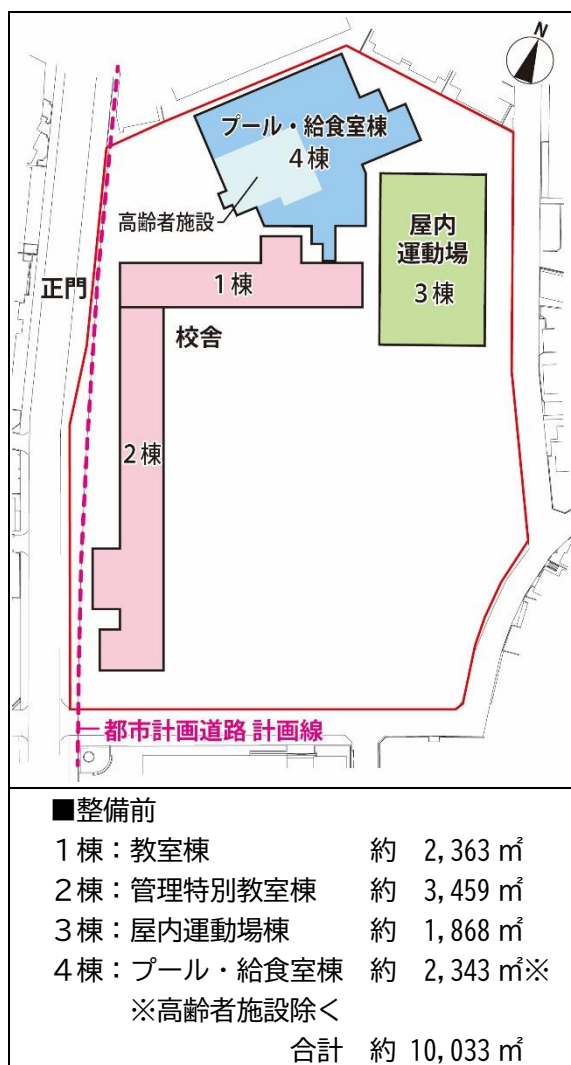 N
プール・給食室棟
4棟
高齢者施設
屋内
運動場
3棟
正門
1棟
校舎
2棟
都市計画道路 計画線
■整備前
1棟：教室棟 約 2,363 ㎡
2棟：管理特別教室棟 約 3,459 ㎡
3棟：屋内運動場棟 約 1,868 ㎡
4棟：プール・給食室棟 約 2,343 ㎡※
※高齢者施設除く
合計 約 10,033 ㎡